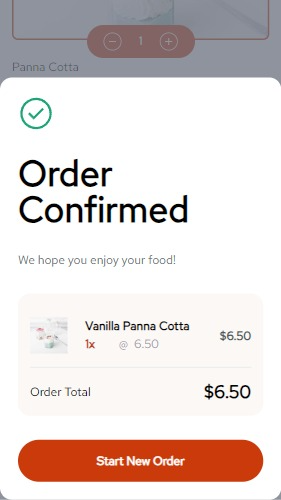 1
Panna Cotta
Order
Confirmed
We hope you enjoy your food!
Vanilla Panna Cotta
1x @ 6.50
$6.50
Order Total
$6.50
Start New Order